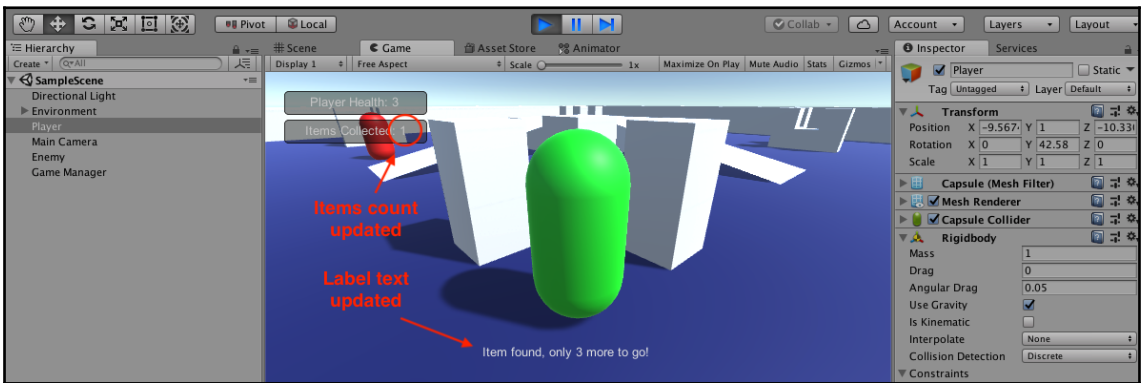 Pivot Local Collab Account Layers Layout
Hierarchy Scene Game Asset Store Animator Inspector Services
Create All Display 1 Free Aspect Scale 1x Maximize On Play Mute Audio Stats Gizmos Player Static
SampleScene
Directional Light
Environment
Player
Main Camera
Enemy
Game Manager
Player Health: 3
Items Collected: 1
Items count
updated
Label text
updated
Item found, only 3 more to go!
Tag Untagged Layer Default
Transform
Position X -9.567 Y 1 Z -10.33
Rotation X 0 Y 42.58 Z 0
Scale X 1 Y 1 Z 1
Capsule (Mesh Filter)
Mesh Renderer
Capsule Collider
Rigidbody
Mass 1
Drag 0
Angular Drag 0.05
Use Gravity
Is Kinematic
Interpolate None
Collision Detection Discrete
Constraints